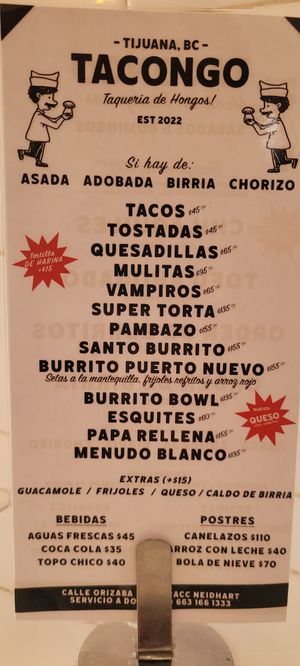 - TIJUANA, BC -
TACONGO
Taquería de Hongos!
EST 2022
Si hay de:
ASADA ADOBADA BIRRIA CHORIZO
TACOS $45
TOSTADAS $45
QUESADILLAS $65
MULITAS $95
VAMPIROS $65
SUPER TORTA $135
PAMBAZO $155
SANTO BURRITO $155
BURRITO PUERTO NUEVO $155
Setas a la mantequilla, frijoles refritos y arroz rojo
BURRITO BOWL $135
ESQUITES $60
PAPA RELLENA $155
MENUDO BLANCO $135
Tortilla
DE HARINA
+$15
NUEVO!
QUESO
EXTRAS (+$15)
GUACAMOLE / FRIJOLES / QUESO / CALDO DE BIRRIA
BEBIDAS
AGUAS FRESCAS $45
COCA COLA $35
TOPO CHICO $40
POSTRES
CANELAZOS $110
ARROZ CON LECHE $40
BOLA DE NIEVE $70
CALLE ORIZABA ACC NEIDHART
SERVICIO A DO 663 166 1333